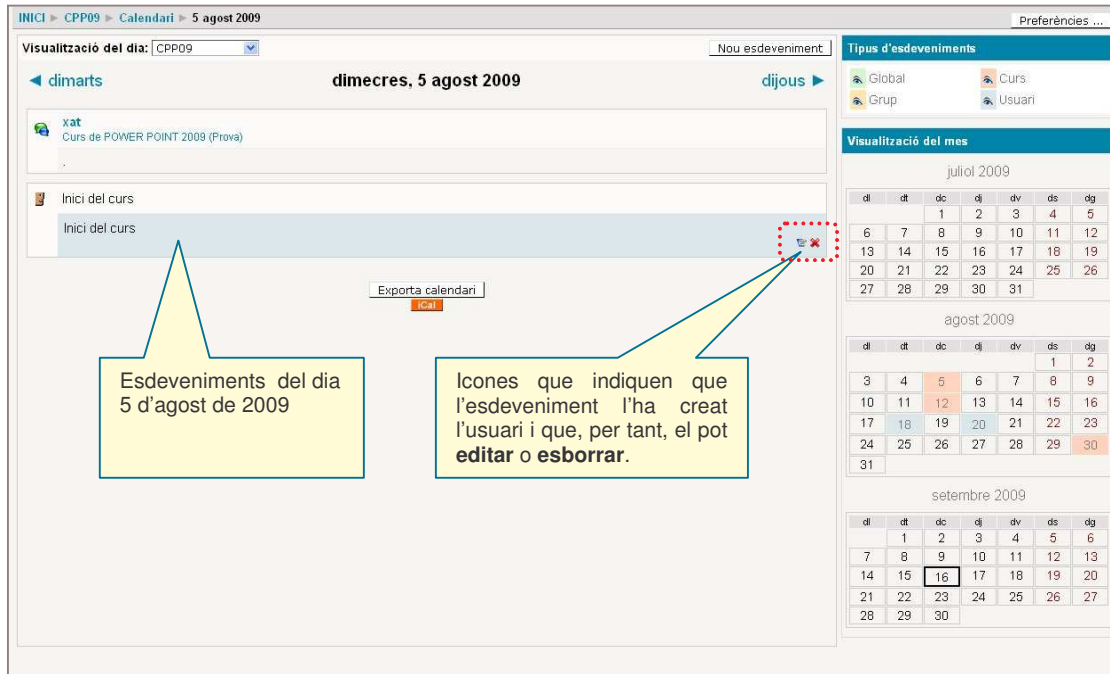 INICI ► CPP09 ► Calendari ► 5 agost 2009
Preferències ...
Visualització del dia: CPP09
Nou esdeveniment
◄ dimarts
dimecres, 5 agost 2009
dijous ►
xat
Curs de POWER POINT 2009 (Prova)
.
Inici del curs
Inici del curs
Exporta calendari
iCal
Esdeveniments del dia
5 d'agost de 2009
Icones que indiquen que
l'esdeveniment l'ha creat
l'usuari i que, per tant, el pot
editar o esborrar.
Tipus d'esdeveniments
Global Curs
Grup Usuari
Visualització del mes
juliol 2009
dl dt dc dj dv ds dg
1 2 3 4 5
6 7 8 9 10 11 12
13 14 15 16 17 18 19
20 21 22 23 24 25 26
27 28 29 30 31
agost 2009
dl dt dc dj dv ds dg
1 2
3 4 5 6 7 8 9
10 11 12 13 14 15 16
17 18 19 20 21 22 23
24 25 26 27 28 29 30
31
setembre 2009
dl dt dc dj dv ds dg
1 2 3 4 5 6
7 8 9 10 11 12 13
14 15 16 17 18 19 20
21 22 23 24 25 26 27
28 29 30